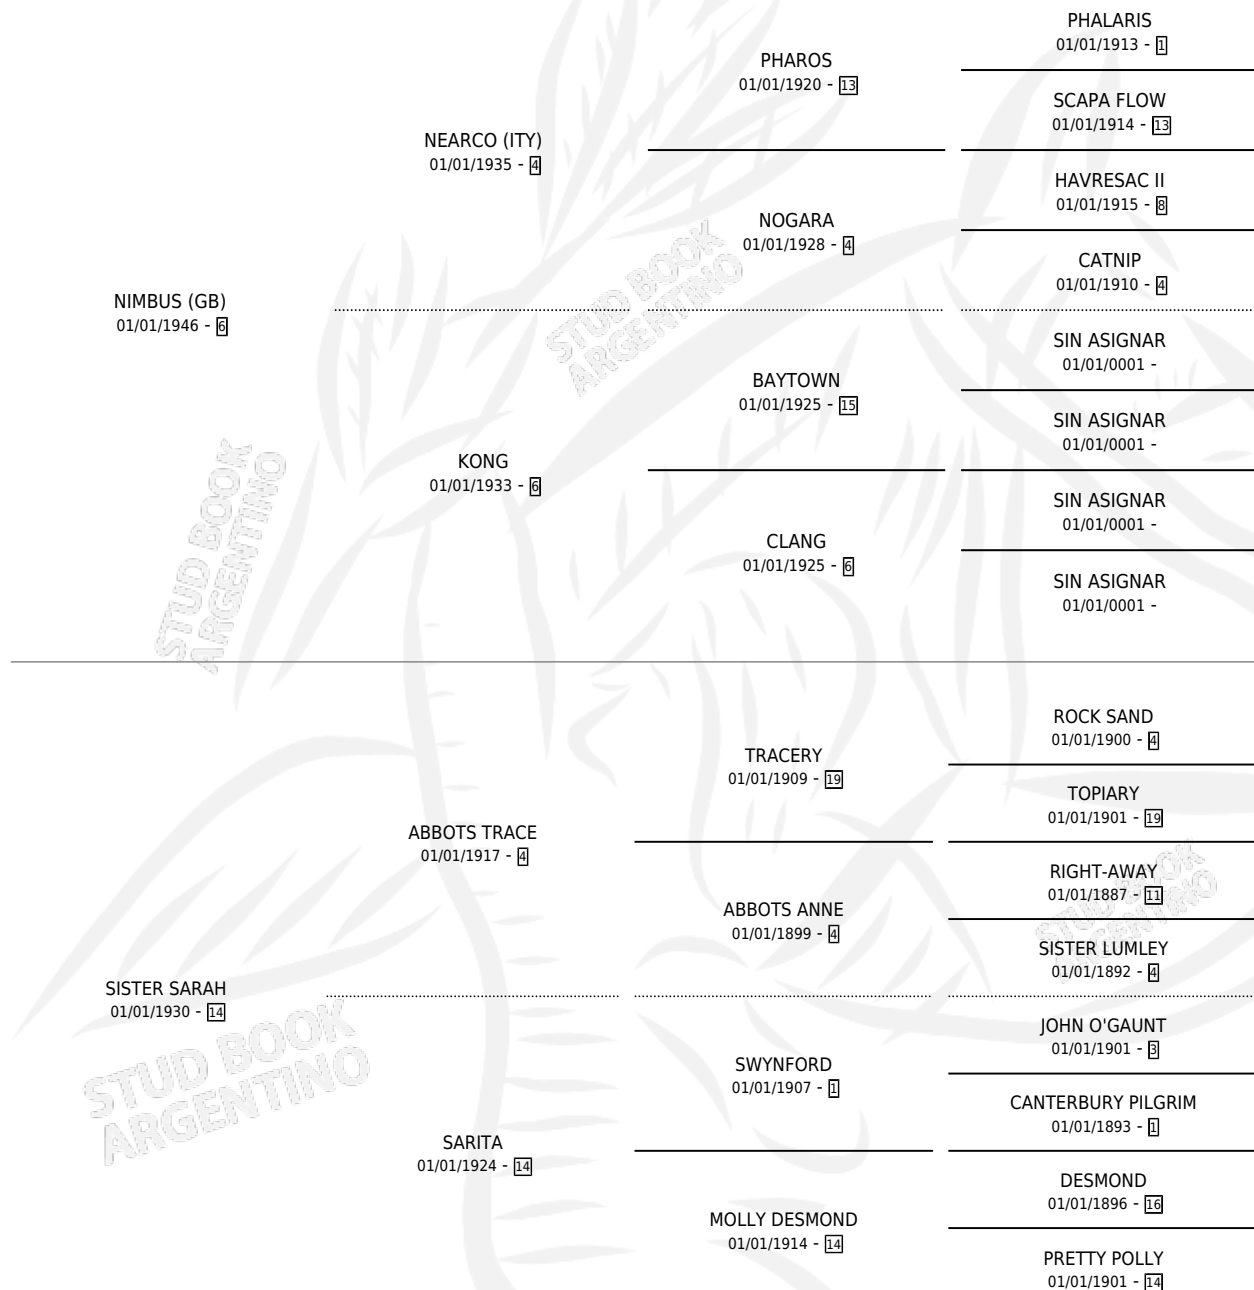 PHALARIS
01/01/1913 - 1
PHAROS
01/01/1920 - 13
SCAPA FLOW
01/01/1914 - 13
NEARCO (ITY)
01/01/1935 - 4
HAVRESAC II
01/01/1915 - 8
NOGARA
01/01/1928 - 4
CATNIP
01/01/1910 - 4
NIMBUS (GB)
01/01/1946 - 6
STUD BOOK
ARGENTINO
SIN ASIGNAR
01/01/0001 -
BAYTOWN
01/01/1925 - 15
SIN ASIGNAR
01/01/0001 -
KONG
01/01/1933 - 6
SIN ASIGNAR
01/01/0001 -
CLANG
01/01/1925 - 6
SIN ASIGNAR
01/01/0001 -
STUD BOOK
ARGENTINO
ROCK SAND
01/01/1900 - 4
TRACERY
01/01/1909 - 19
TOPIARY
01/01/1901 - 19
ABBOTS TRACE
01/01/1917 - 4
RIGHT-AWAY
01/01/1887 - 11
ABBOTS ANNE
01/01/1899 - 4
STUD BOOK
ARGENTINO
SISTER LUMLEY
01/01/1892 - 4
SISTER SARAH
01/01/1930 - 14
JOHN O'GAUNT
01/01/1901 - 3
SWYNFORD
01/01/1907 - 1
CANTERBURY PILGRIM
01/01/1893 - 1
STUD BOOK
ARGENTINO
SARITA
01/01/1924 - 14
DESMOND
01/01/1896 - 16
MOLLY DESMOND
01/01/1914 - 14
PRETTY POLLY
01/01/1901 - 14